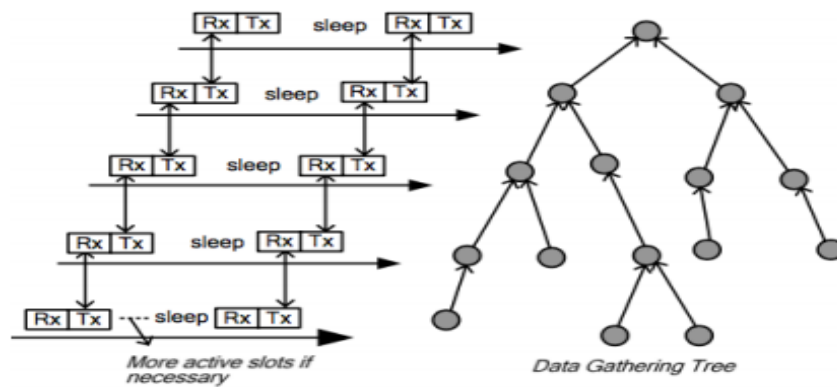 Rx Tx sleep Rx Tx
Rx Tx sleep Rx Tx
Rx Tx sleep Rx Tx
Rx Tx sleep Rx Tx
Rx Tx sleep Rx Tx
More active slots if
necessary
Data Gathering Tree